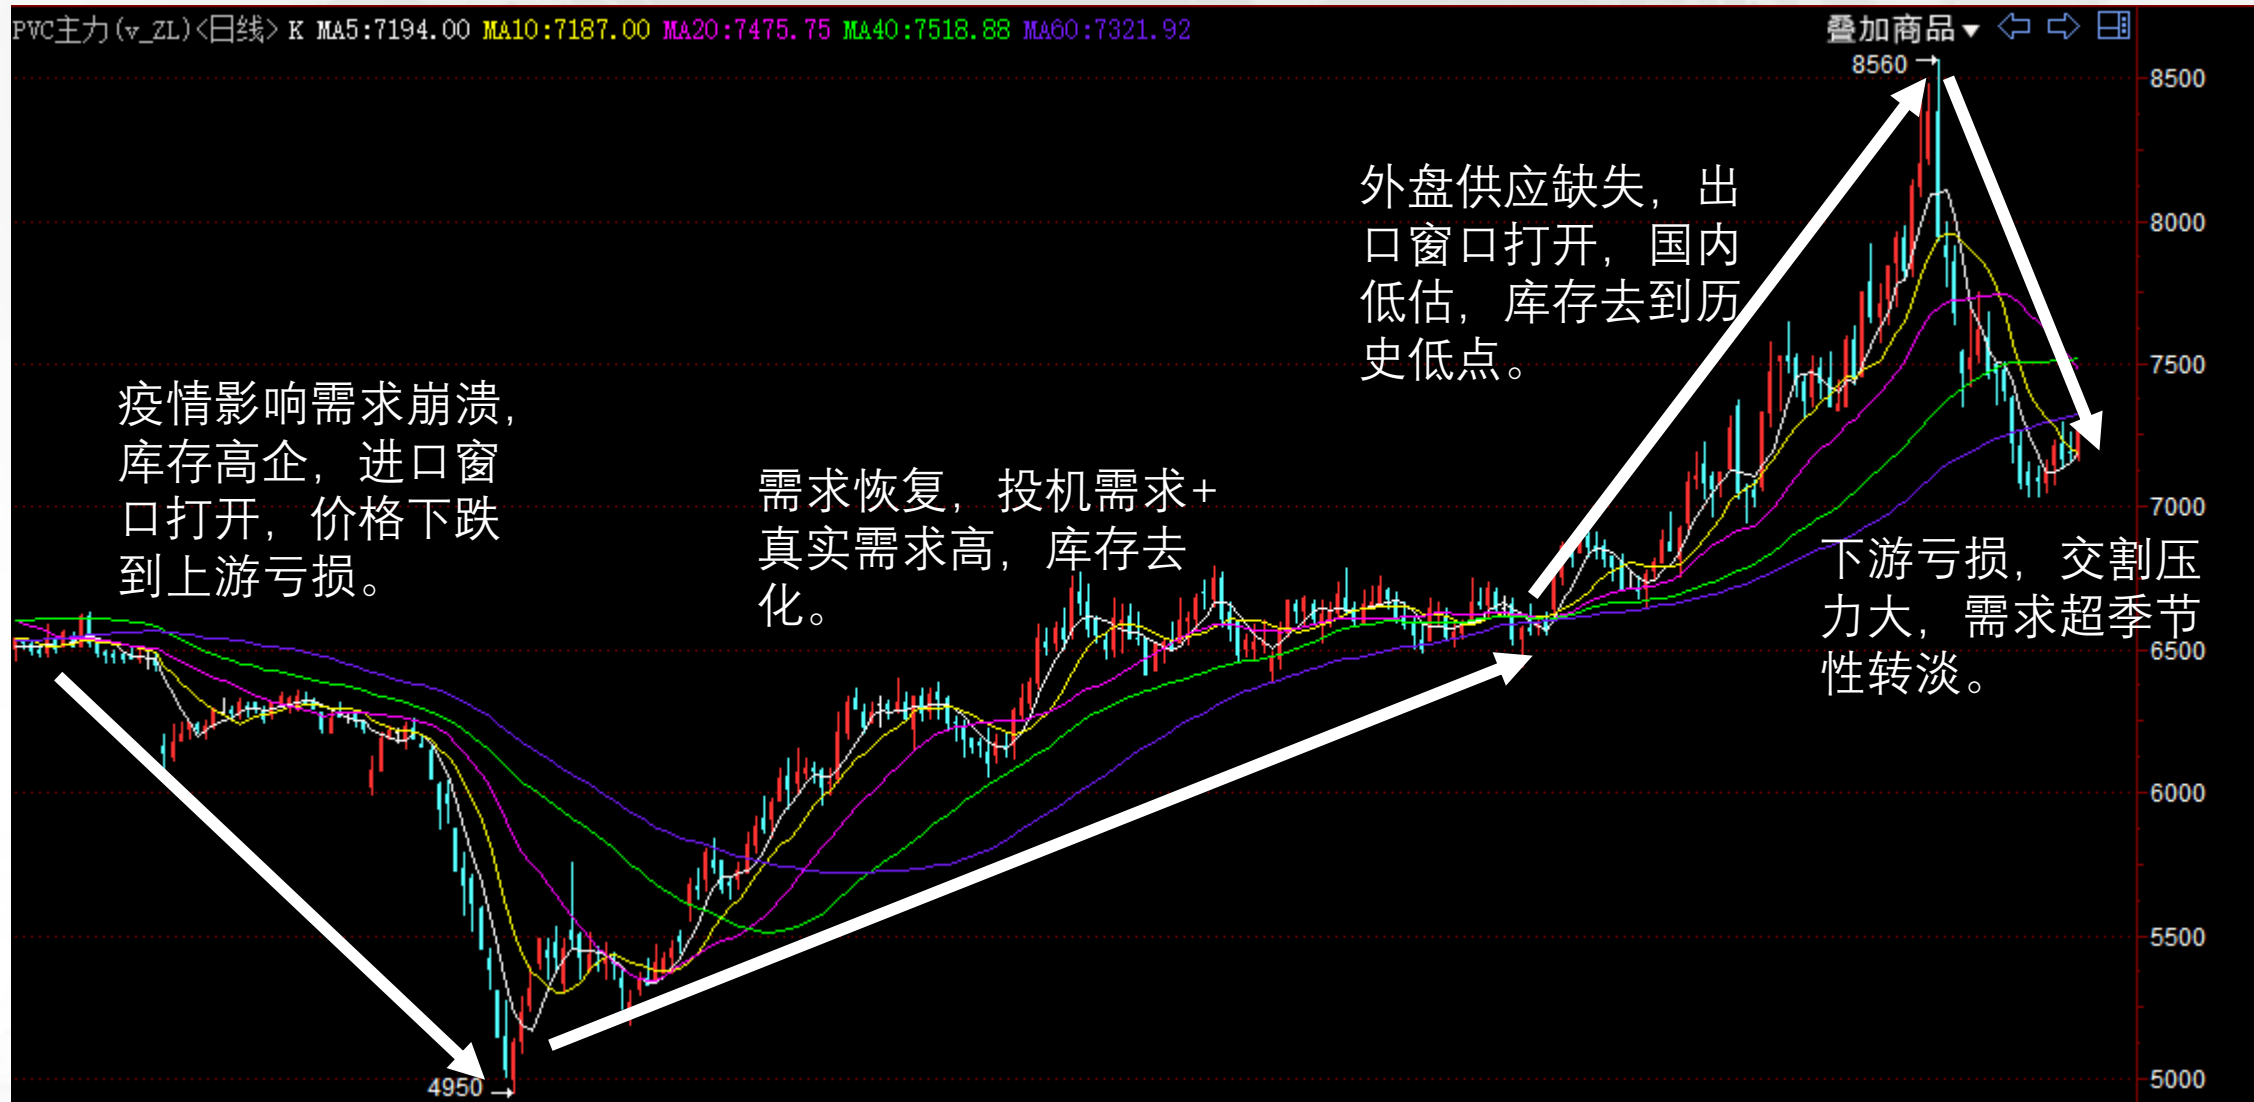 PVC主力(v_ZL)<日线> K MA5:7194.00 MA10:7187.00 MA20:7475.75 MA40:7518.88 MA60:7321.92
叠加商品
8560
8500
8000
7500
7000
6500
6000
5500
5000
外盘供应缺失，出
口窗口打开，国内
低估，库存去到历
史低点。
疫情影响需求崩溃，
库存高企，进口窗
口打开，价格下跌
到上游亏损。
需求恢复，投机需求+
真实需求高，库存去
化。
下游亏损，交割压
力大，需求超季节
性转淡。
4950